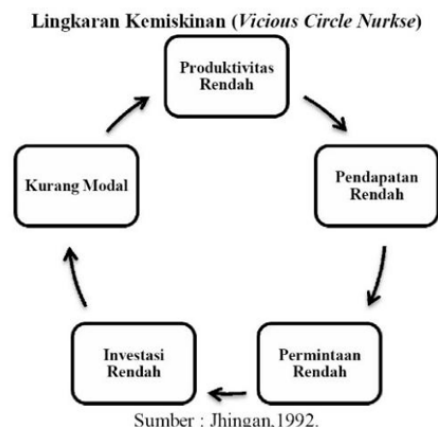 Lingkaran Kemiskinan (Vicious Circle Nurkse)
Produktivitas
Rendah
Pendapatan
Rendah
Permintaan
Rendah
Investasi
Rendah
Kurang Modal
Sumber : Jhingan,1992.